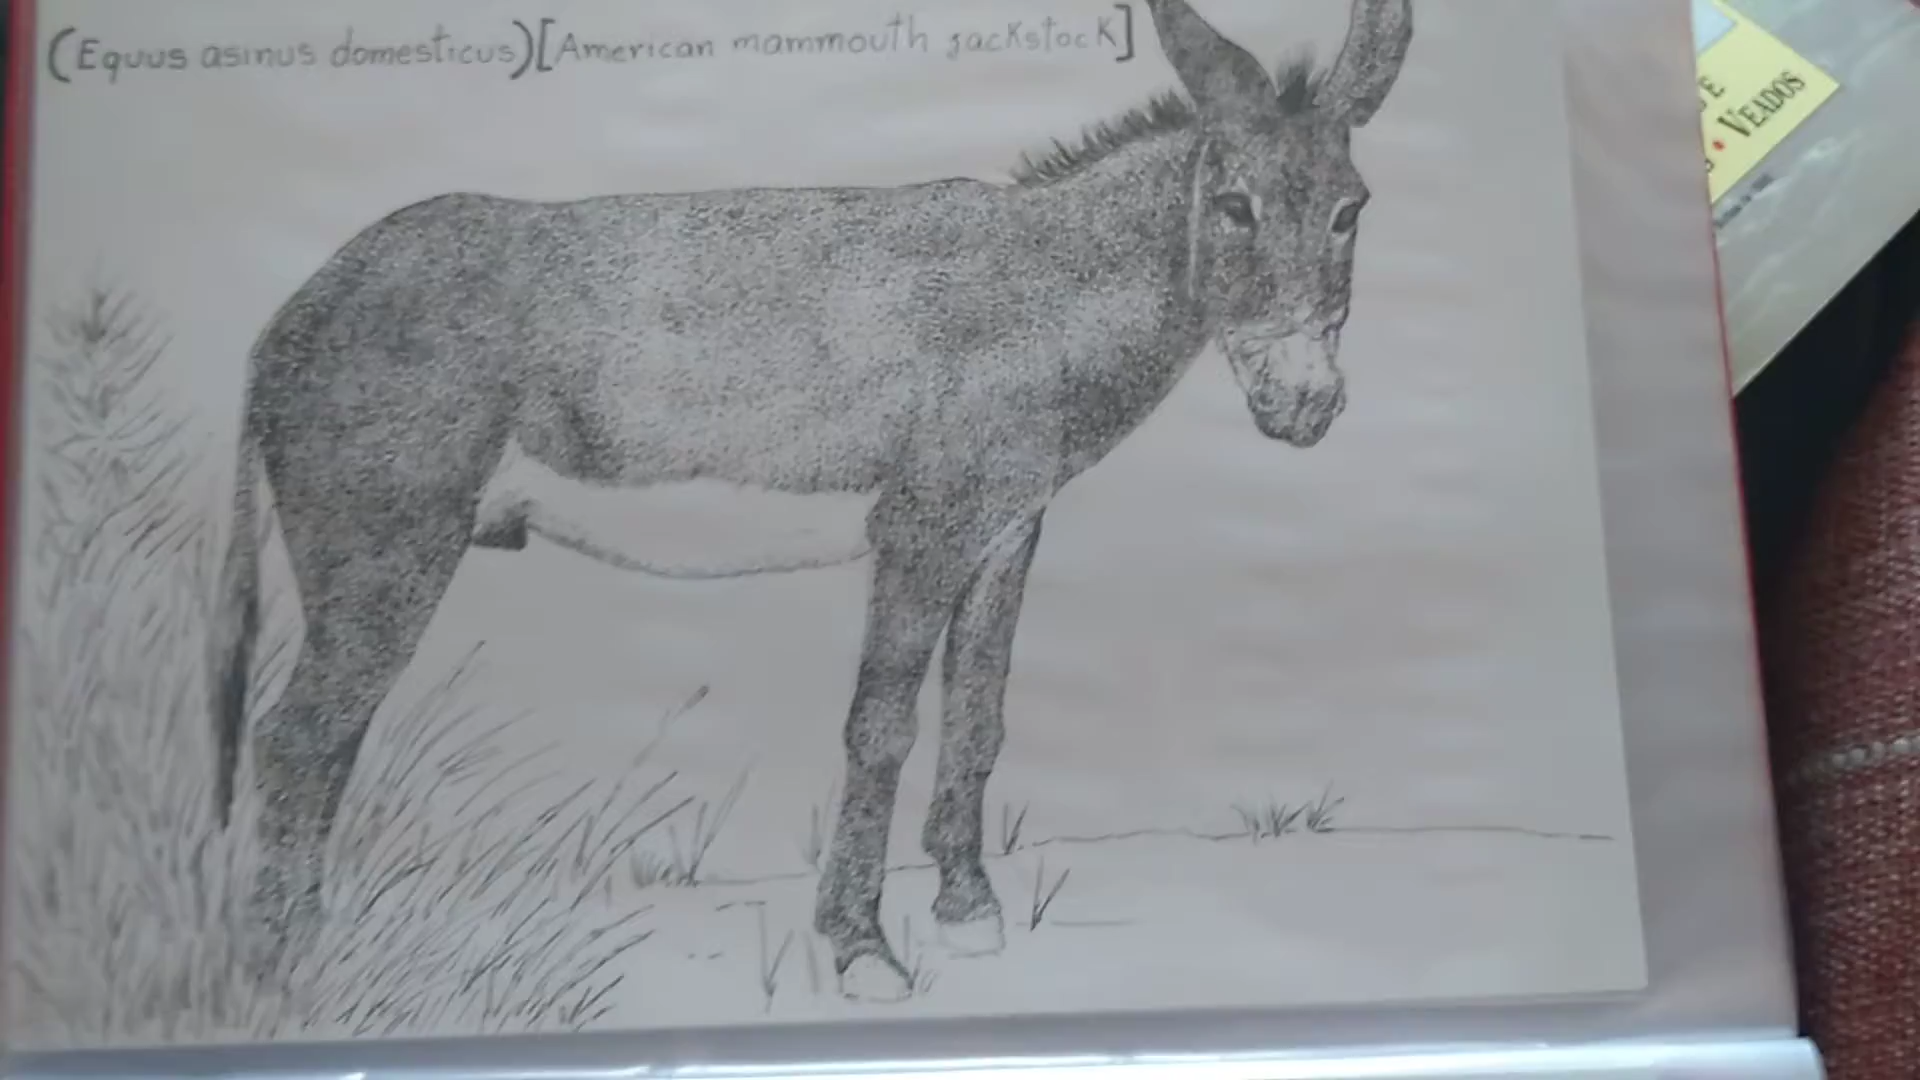 (Equus asinus domesticus)[American mammouth jackstock]
E
• VEADOS